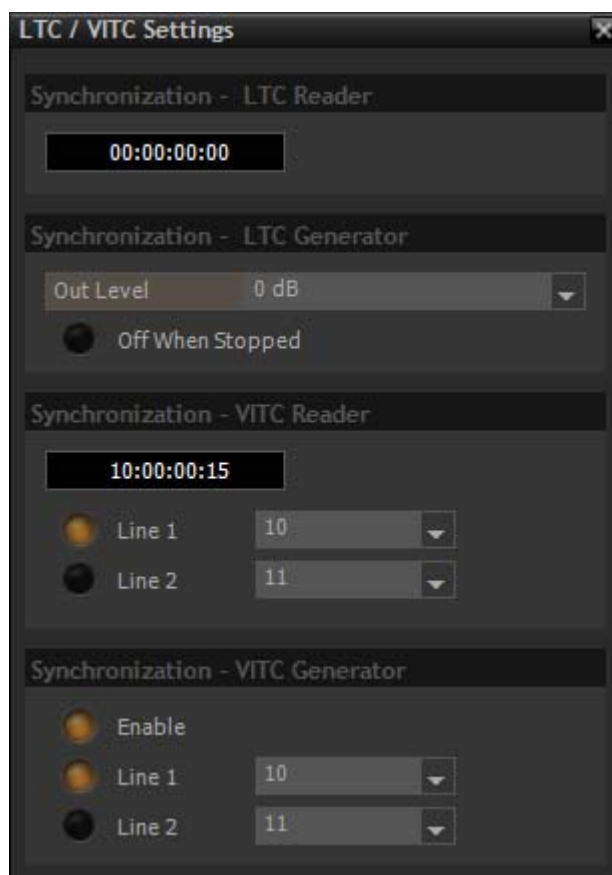 LTC / VITC Settings
Synchronization - LTC Reader
00:00:00:00
Synchronization - LTC Generator
Out Level 0 dB
Off When Stopped
Synchronization - VITC Reader
10:00:00:15
Line 1 10
Line 2 11
Synchronization - VITC Generator
Enable
Line 1 10
Line 2 11